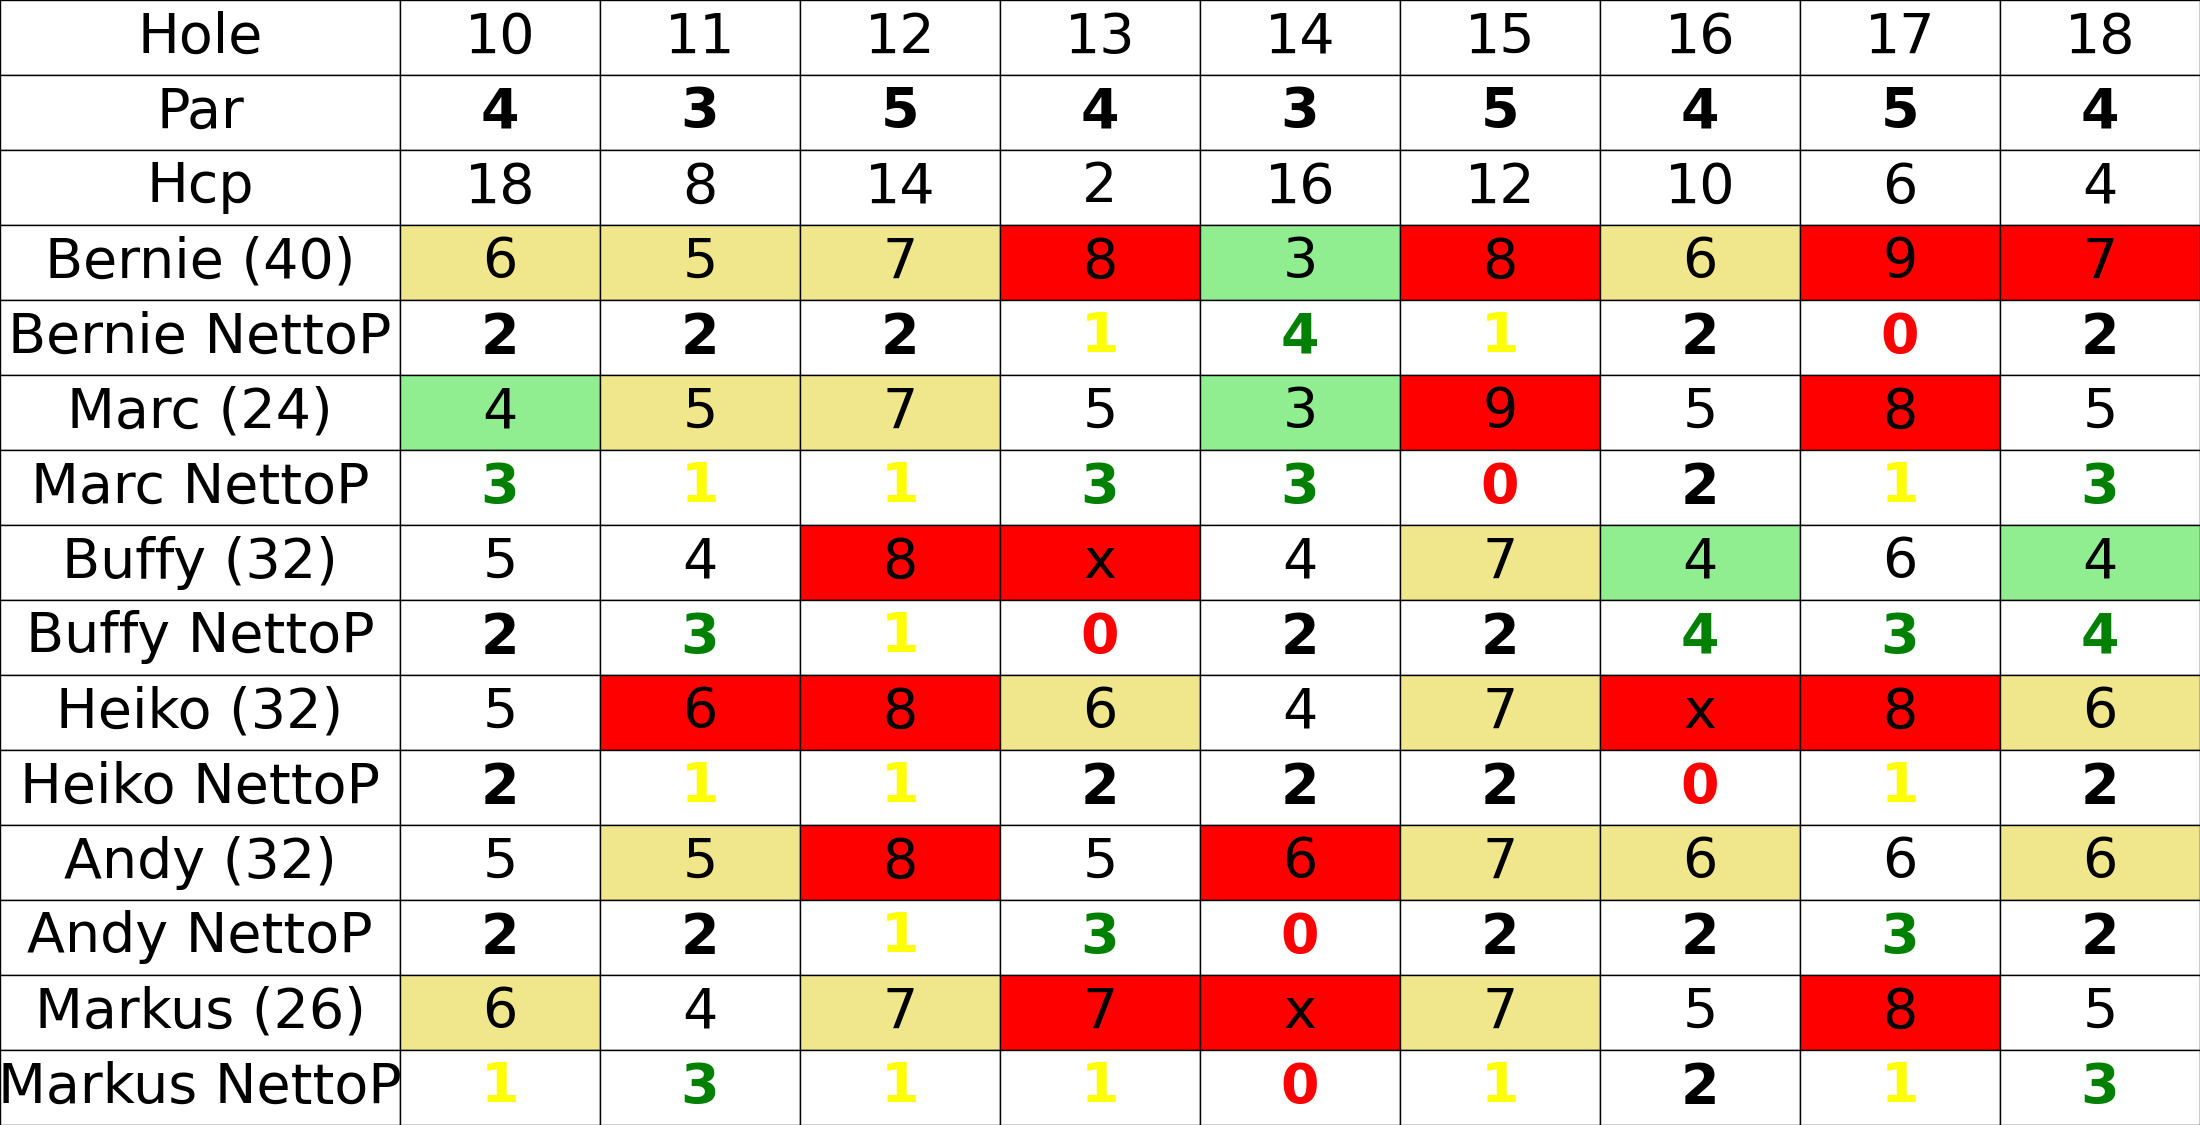 Hole 10 11 12 13 14 15 16 17 18
Par 4 3 5 4 3 5 4 5 4
Hcp 18 8 14 2 16 12 10 6 4
Bernie (40) 6 5 7 8 3 8 6 9 7
Bernie NettoP 2 2 2 1 4 1 2 0 2
Marc (24) 4 5 7 5 3 9 5 8 5
Marc NettoP 3 1 1 3 3 0 2 1 3
Buffy (32) 5 4 8 x 4 7 4 6 4
Buffy NettoP 2 3 1 0 2 2 4 3 4
Heiko (32) 5 6 8 6 4 7 x 8 6
Heiko NettoP 2 1 1 2 2 2 0 1 2
Andy (32) 5 5 8 5 6 7 6 6 6
Andy NettoP 2 2 1 3 0 2 2 3 2
Markus (26) 6 4 7 7 x 7 5 8 5
Markus NettoP 1 3 1 1 0 1 2 1 3